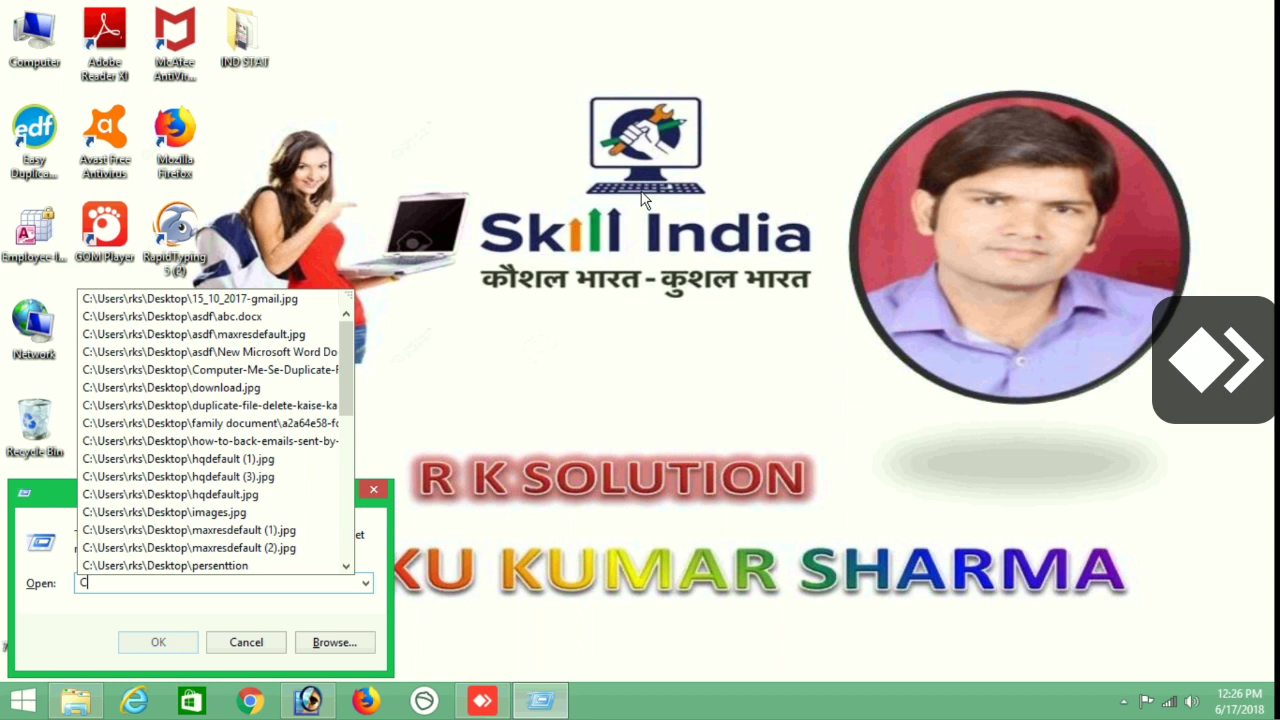 Computer
Adobe Reader XI
McAfee AntiVir...
IND STAT
Easy Duplica...
Avast Free Antivirus
Mozilla Firefox
Employee-I...
GOM Player
RapidTyping 5 (2)
Network
Recycle Bin
edf
Skill India
कौशल भारत - कुशल भारत
R K SOLUTION
KU KUMAR SHARMA
C:\Users\rks\Desktop\15_10_2017-gmail.jpg
C:\Users\rks\Desktop\asdf\abc.docx
C:\Users\rks\Desktop\asdf\maxresdefault.jpg
C:\Users\rks\Desktop\asdf\New Microsoft Word Do
C:\Users\rks\Desktop\Computer-Me-Se-Duplicate-F
C:\Users\rks\Desktop\download.jpg
C:\Users\rks\Desktop\duplicate-file-delete-kaise-ka
C:\Users\rks\Desktop\family document\a2a64e58-fc
C:\Users\rks\Desktop\how-to-back-emails-sent-by-
C:\Users\rks\Desktop\hqdefault (1).jpg
C:\Users\rks\Desktop\hqdefault (3).jpg
C:\Users\rks\Desktop\hqdefault.jpg
C:\Users\rks\Desktop\images.jpg
C:\Users\rks\Desktop\maxresdefault (1).jpg
C:\Users\rks\Desktop\maxresdefault (2).jpg
C:\Users\rks\Desktop\persenttion
et
Open: C
OK Cancel Browse...
12:26 PM
6/17/2018